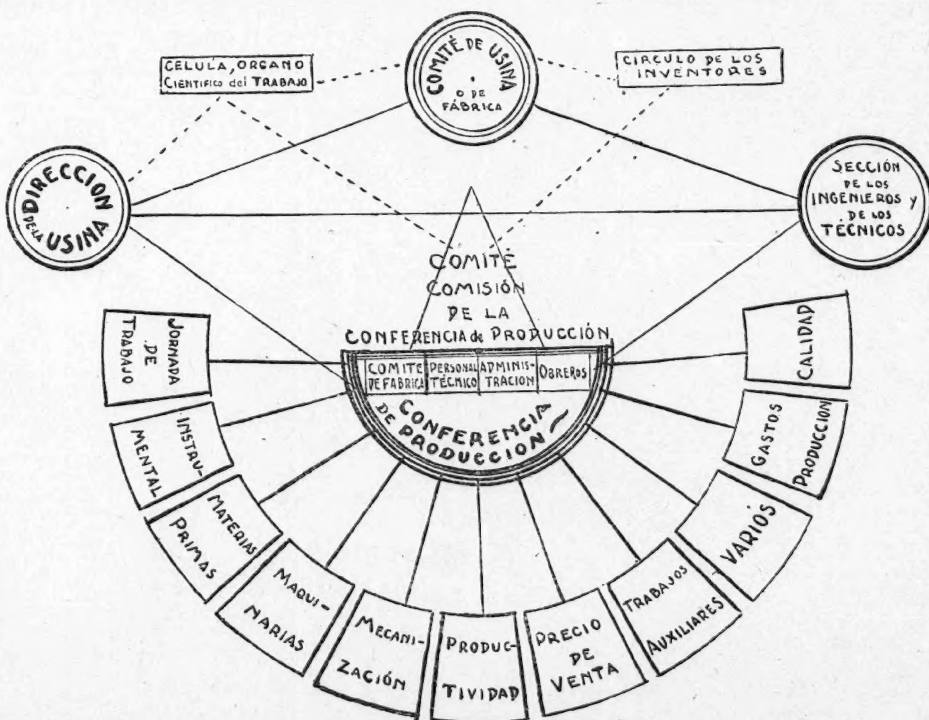 CÉLULA, ORGANO
CIENTÍFICO del TRABAJO
COMITÉ DE USINA
O DE
FÁBRICA
CIRCULO DE LOS
INVENTORES
DIRECCION
DE LA
USINA
SECCIÓN
DE LOS
INGENIEROS y
DE LOS
TÉCNICOS
COMITÉ
COMISIÓN
DE LA
CONFERENCIA de PRODUCCIÓN
COMITE
DE FABRICA
PERSONAL
TÉCNICO
ADMINIS-
TRACION
OBREROS
CONFERENCIA
DE PRODUCCION
JORNADA
DE
TRABAJO
INSTRU-
MENTAL
MATERIAS
PRIMAS
MAQUI-
NARIAS
MECANI-
ZACIÓN
PRODUC-
TIVIDAD
PRECIO
DE
VENTA
TRABAJOS
AUXILIARES
VARIOS
GASTOS
PRODUCCION
CALIDAD